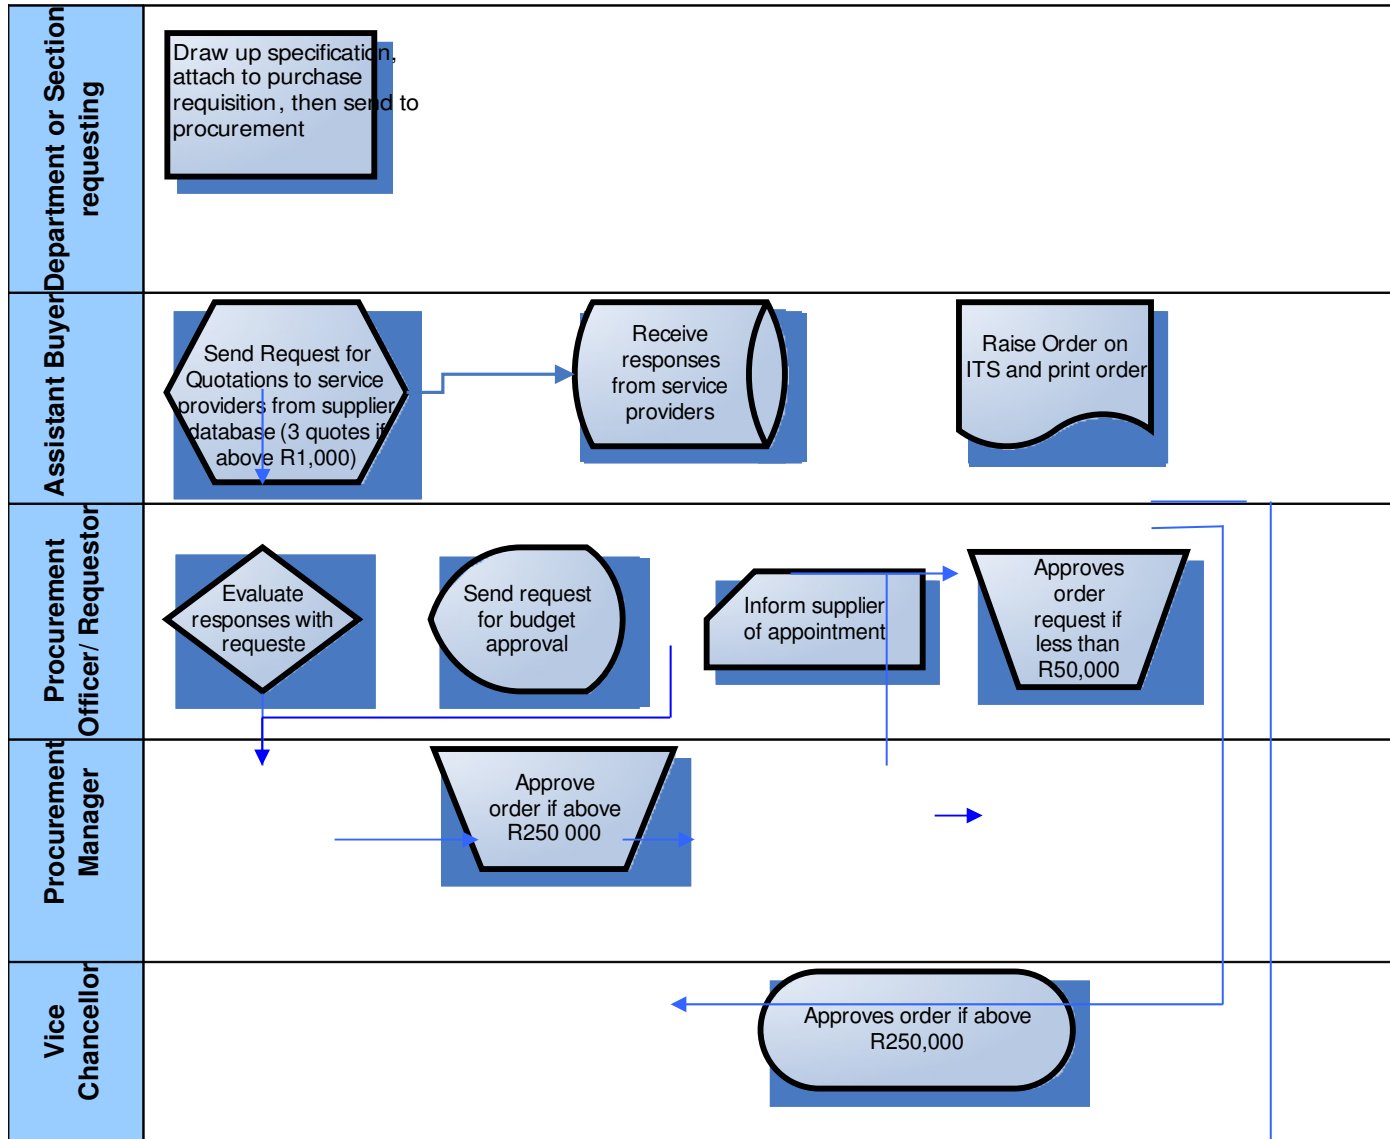 Department or Section
requesting
Draw up specification,
attach to purchase
requisition, then send to
procurement
Assistant Buyer
Send Request for
Quotations to service
providers from supplier
database (3 quotes if
above R1,000)
Receive
responses
from service
providers
Raise Order on
ITS and print order
Procurement
Officer/ Requestor
Evaluate
responses with
requeste
Send request
for budget
approval
Inform supplier
of appointment
Approves
order
request if
less than
R50,000
Procurement
Manager
Approve
order if above
R250 000
Vice
Chancellor
Approves order if above
R250,000